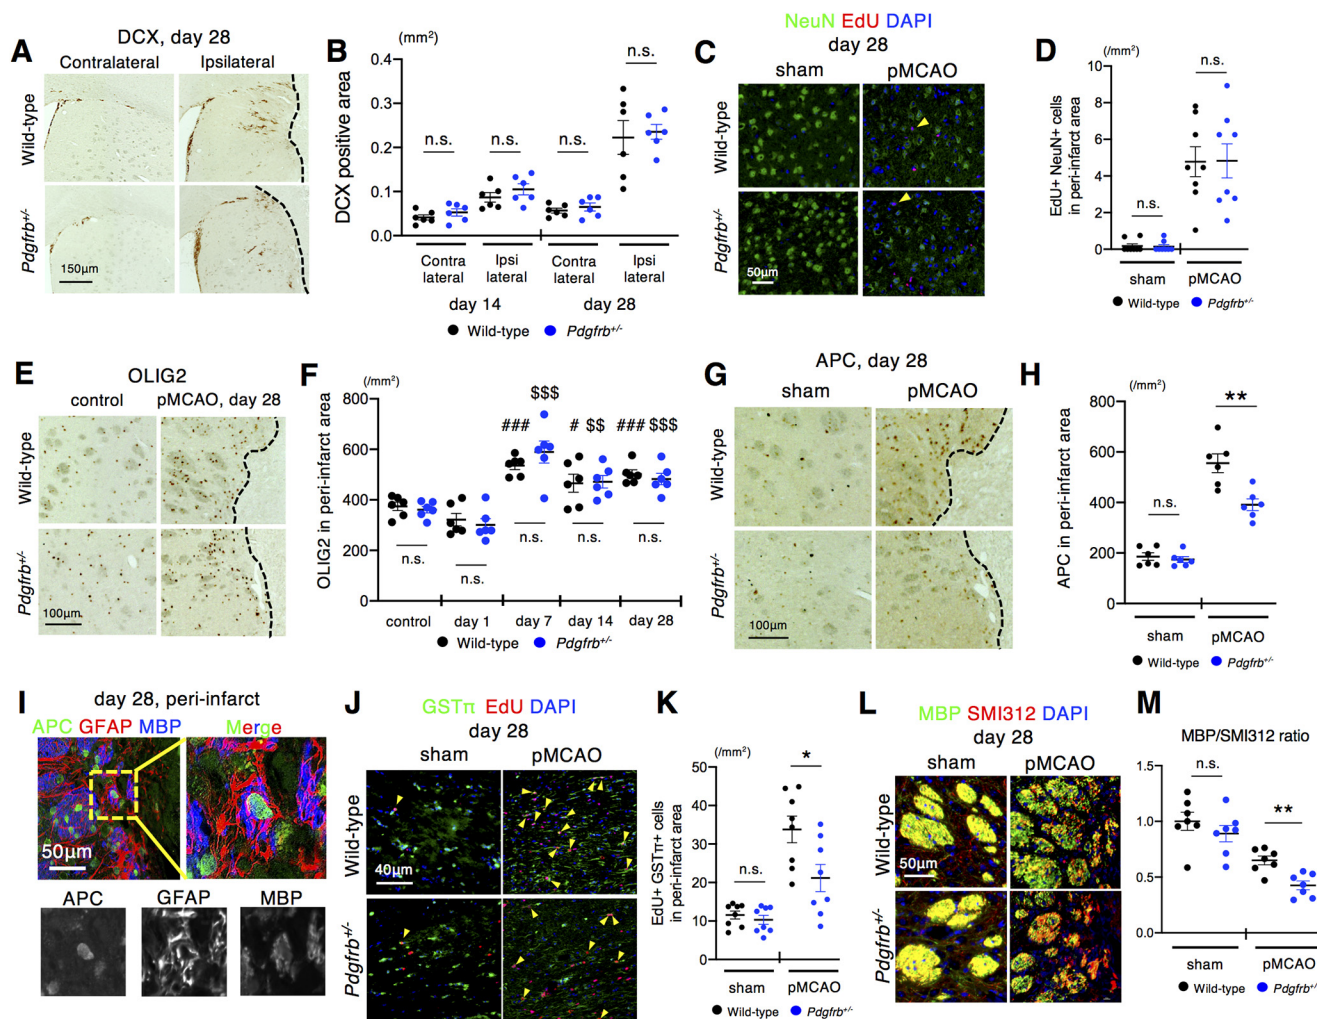 A
DCX, day 28
Contralateral
Ipsilateral
Wild-type
Pdgfrb+/-
150μm
B
(mm²)
DCX positive area
0.4
0.3
0.2
0.1
0.0
n.s.
n.s.
n.s.
n.s.
Contra lateral
Ipsi lateral
Contra lateral
Ipsi lateral
day 14
day 28
Wild-type
Pdgfrb+/-
C
NeuN EdU DAPI
day 28
sham
pMCAO
Wild-type
Pdgfrb+/-
50μm
D
(/mm²)
EdU+ NeuN+ cells
in peri-infarct area
10
8
6
4
2
0
n.s.
n.s.
sham
pMCAO
Wild-type
Pdgfrb+/-
E
OLIG2
control
pMCAO, day 28
Wild-type
Pdgfrb+/-
100μm
F
(/mm²)
OLIG2 in peri-infarct area
800
600
400
200
0
$$$
### # $$ ### $$$
n.s.
n.s.
n.s.
n.s.
n.s.
control
day 1
day 7
day 14
day 28
Wild-type
Pdgfrb+/-
G
APC, day 28
sham
pMCAO
Wild-type
Pdgfrb+/-
100μm
H
(/mm²)
APC in peri-infarct area
800
600
400
200
0
n.s.
**
sham
pMCAO
Wild-type
Pdgfrb+/-
I
day 28, peri-infarct
APC GFAP MBP
Merge
50μm
APC
GFAP
MBP
J
GSTπ EdU DAPI
day 28
sham
pMCAO
Wild-type
Pdgfrb+/-
40μm
K
(/mm²)
EdU+ GSTπ+ cells
in peri-infarct area
50
40
30
20
10
0
n.s.
*
sham
pMCAO
Wild-type
Pdgfrb+/-
L
MBP SMI312 DAPI
day 28
sham
pMCAO
Wild-type
Pdgfrb+/-
50μm
M
MBP/SMI312 ratio
1.5
1.0
0.5
0.0
n.s.
**
sham
pMCAO
Wild-type
Pdgfrb+/-